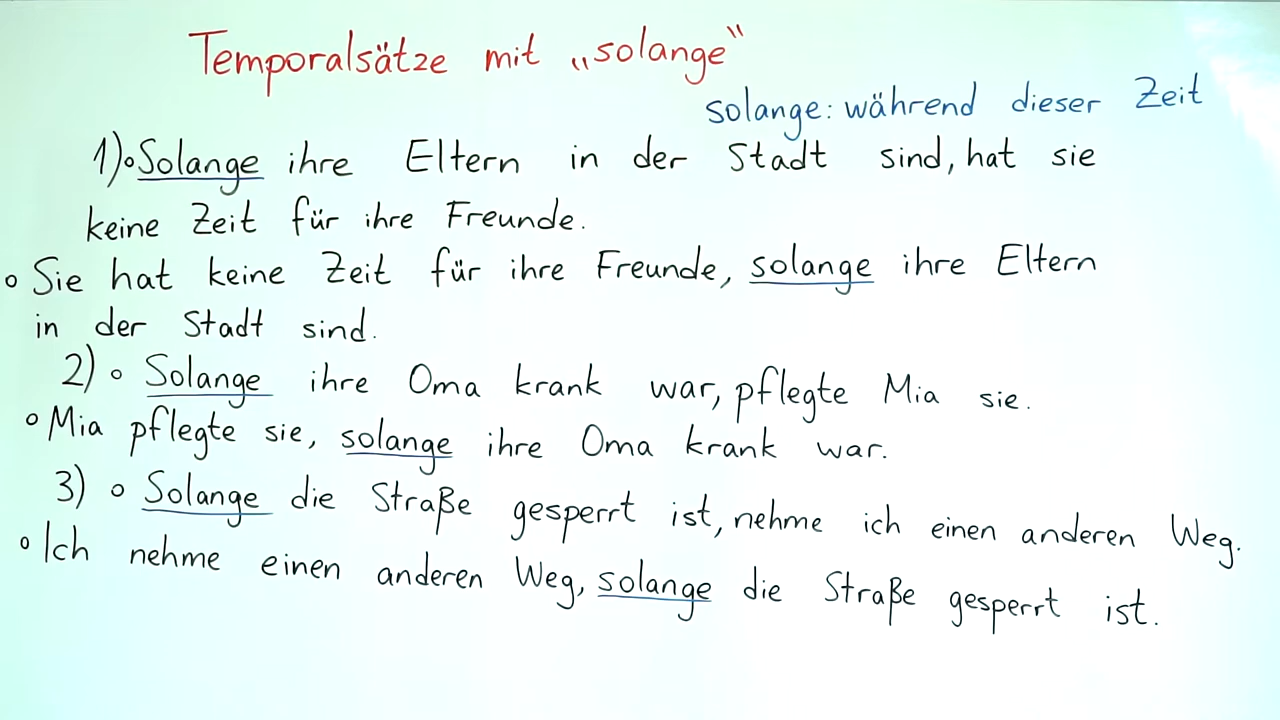 Temporalsätze mit „solange“
solange: während dieser Zeit
1)∘Solange ihre Eltern in der Stadt sind, hat sie
keine Zeit für ihre Freunde.
∘ Sie hat keine Zeit für ihre Freunde, solange ihre Eltern
in der Stadt sind.
2) ∘ Solange ihre Oma krank war, pflegte Mia sie.
∘ Mia pflegte sie, solange ihre Oma krank war.
3) ∘ Solange die Straße gesperrt ist, nehme ich einen anderen Weg.
∘ Ich nehme einen anderen Weg, solange die Straße gesperrt ist.